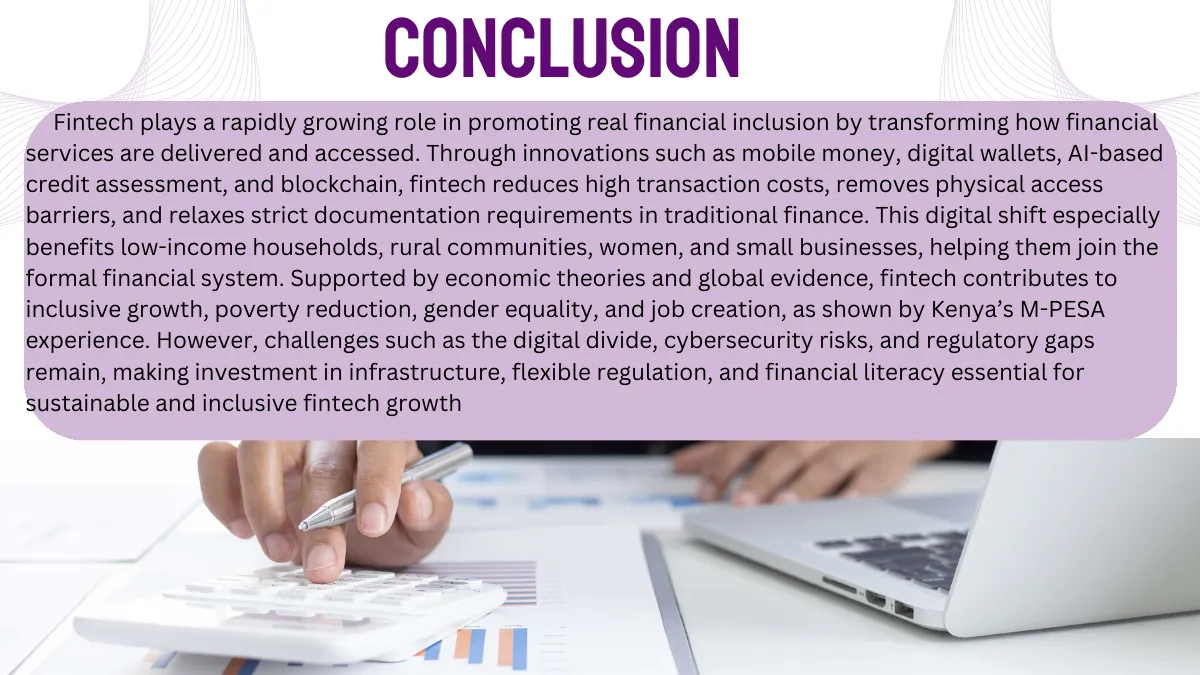 CONCLUSION
Fintech plays a rapidly growing role in promoting real financial inclusion by transforming how financial
services are delivered and accessed. Through innovations such as mobile money, digital wallets, AI-based
credit assessment, and blockchain, fintech reduces high transaction costs, removes physical access
barriers, and relaxes strict documentation requirements in traditional finance. This digital shift especially
benefits low-income households, rural communities, women, and small businesses, helping them join the
formal financial system. Supported by economic theories and global evidence, fintech contributes to
inclusive growth, poverty reduction, gender equality, and job creation, as shown by Kenya’s M-PESA
experience. However, challenges such as the digital divide, cybersecurity risks, and regulatory gaps
remain, making investment in infrastructure, flexible regulation, and financial literacy essential for
sustainable and inclusive fintech growth